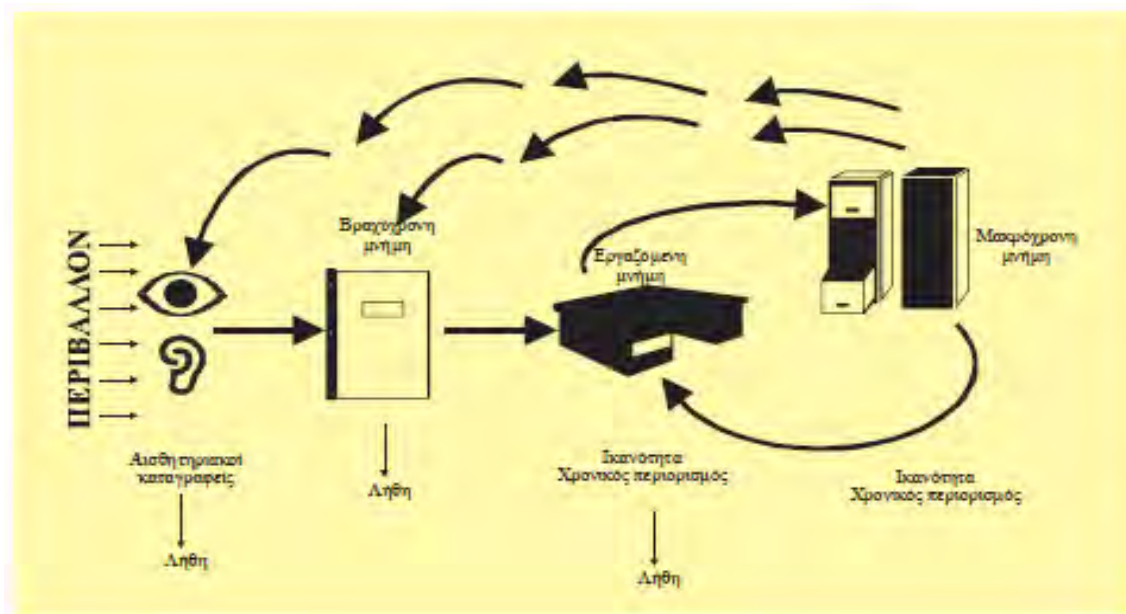 ΠΕΡΙΒΑΛΛΟΝ
Αισθητηριακοί
καταγραφείς
Λήθη
Βραχύχρονη
μνήμη
Λήθη
Εργαζόμενη
μνήμη
Ικανότητα
Χρονικός περιορισμός
Λήθη
Μακρόχρονη
μνήμη
Ικανότητα
Χρονικός περιορισμός